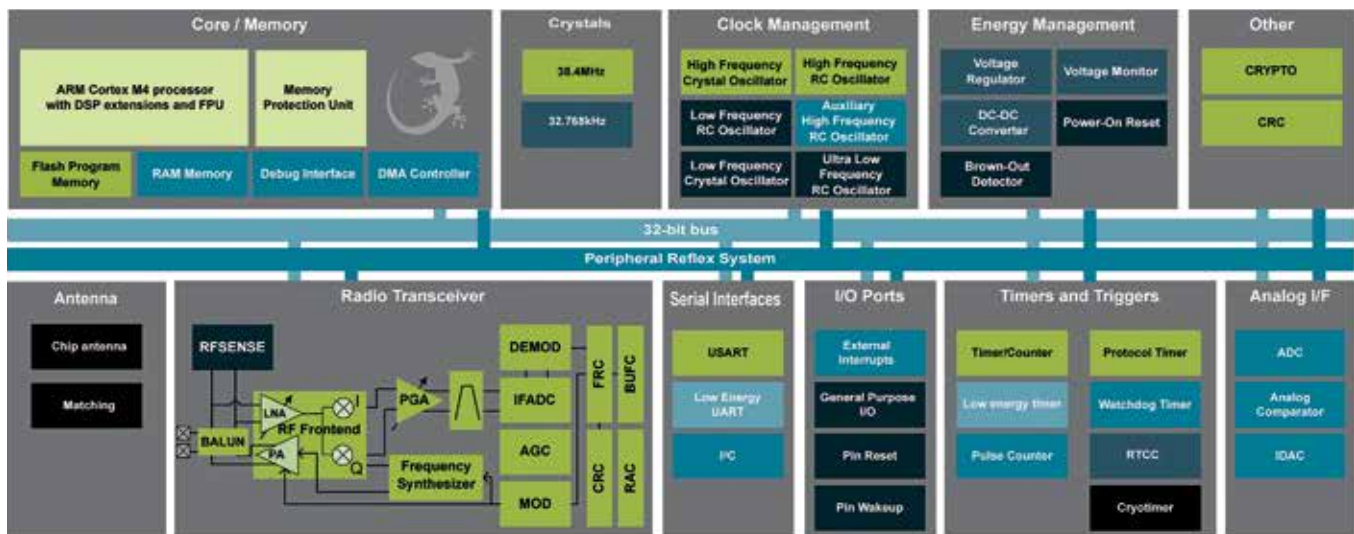 Core / Memory
ARM Cortex M4 processor
with DSP extensions and FPU
Memory
Protection Unit
Flash Program
Memory
RAM Memory
Debug Interface
DMA Controller
Crystals
38.4MHz
32.768kHz
Clock Management
High Frequency
Crystal Oscillator
High Frequency
RC Oscillator
Low Frequency
RC Oscillator
Auxiliary
High Frequency
RC Oscillator
Low Frequency
Crystal Oscillator
Ultra Low
Frequency
RC Oscillator
Energy Management
Voltage
Regulator
Voltage Monitor
DC-DC
Converter
Power-On Reset
Brown-Out
Detector
Other
CRYPTO
CRC
32-bit bus
Peripheral Reflex System
Antenna
Chip antenna
Matching
Radio Transceiver
RFSENSE
LNA
I
RF Frontend
BALUN
PA
Q
PGA
Frequency
Synthesizer
DEMOD
IFADC
AGC
MOD
FRC
BUFC
CRC
RAC
Serial Interfaces
USART
Low Energy
UART
I²C
I/O Ports
External
Interrupts
General Purpose
I/O
Pin Reset
Pin Wakeup
Timers and Triggers
Timer/Counter
Protocol Timer
Low energy timer
Watchdog Timer
Pulse Counter
RTCC
Cryotimer
Analog I/F
ADC
Analog
Comparator
IDAC